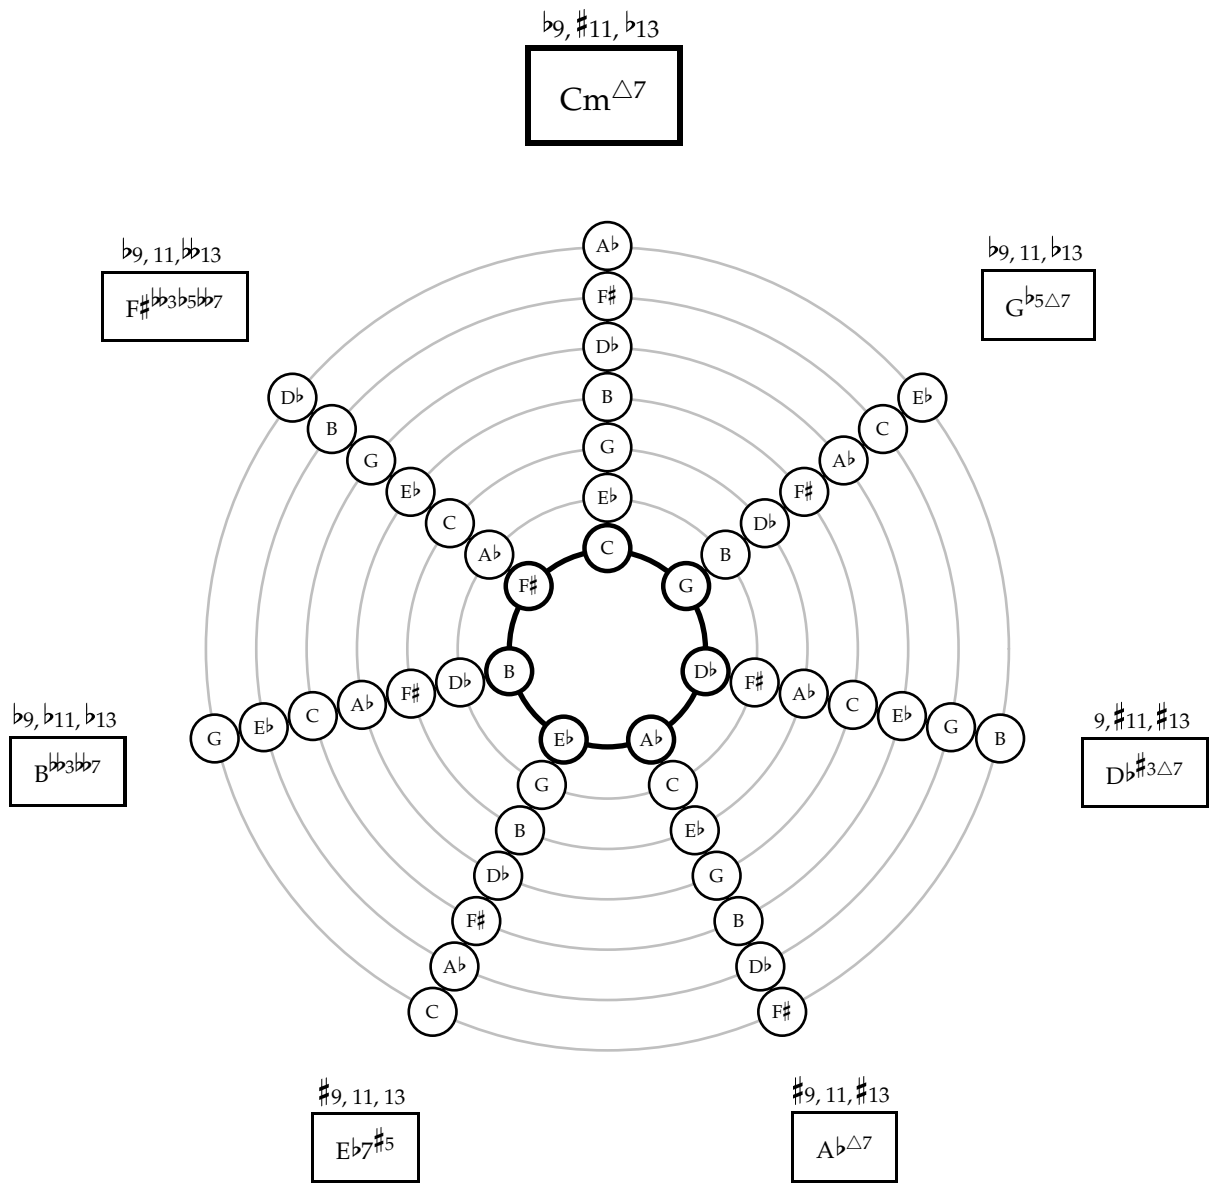 ♭9, ♯11, ♭13
Cm△7
♭9, 11, 𝄫13
F♯𝄫3♭5𝄫7
♭9, 11, ♭13
G♭5△7
A♭
F♯
D♭
B
G
E♭
C
D♭
B
G
E♭
C
A♭
F♯
E♭
C
A♭
F♯
D♭
B
G
♭9, ♭11, ♭13
B𝄫3𝄫7
G
E♭
C
A♭
F♯
D♭
B
D♭
F♯
A♭
C
E♭
G
B
9, ♯11, ♯13
D♭♯3△7
E♭
G
B
D♭
F♯
A♭
C
A♭
C
E♭
G
B
D♭
F♯
♯9, 11, 13
E♭7♯5
♯9, 11, ♯13
A♭△7